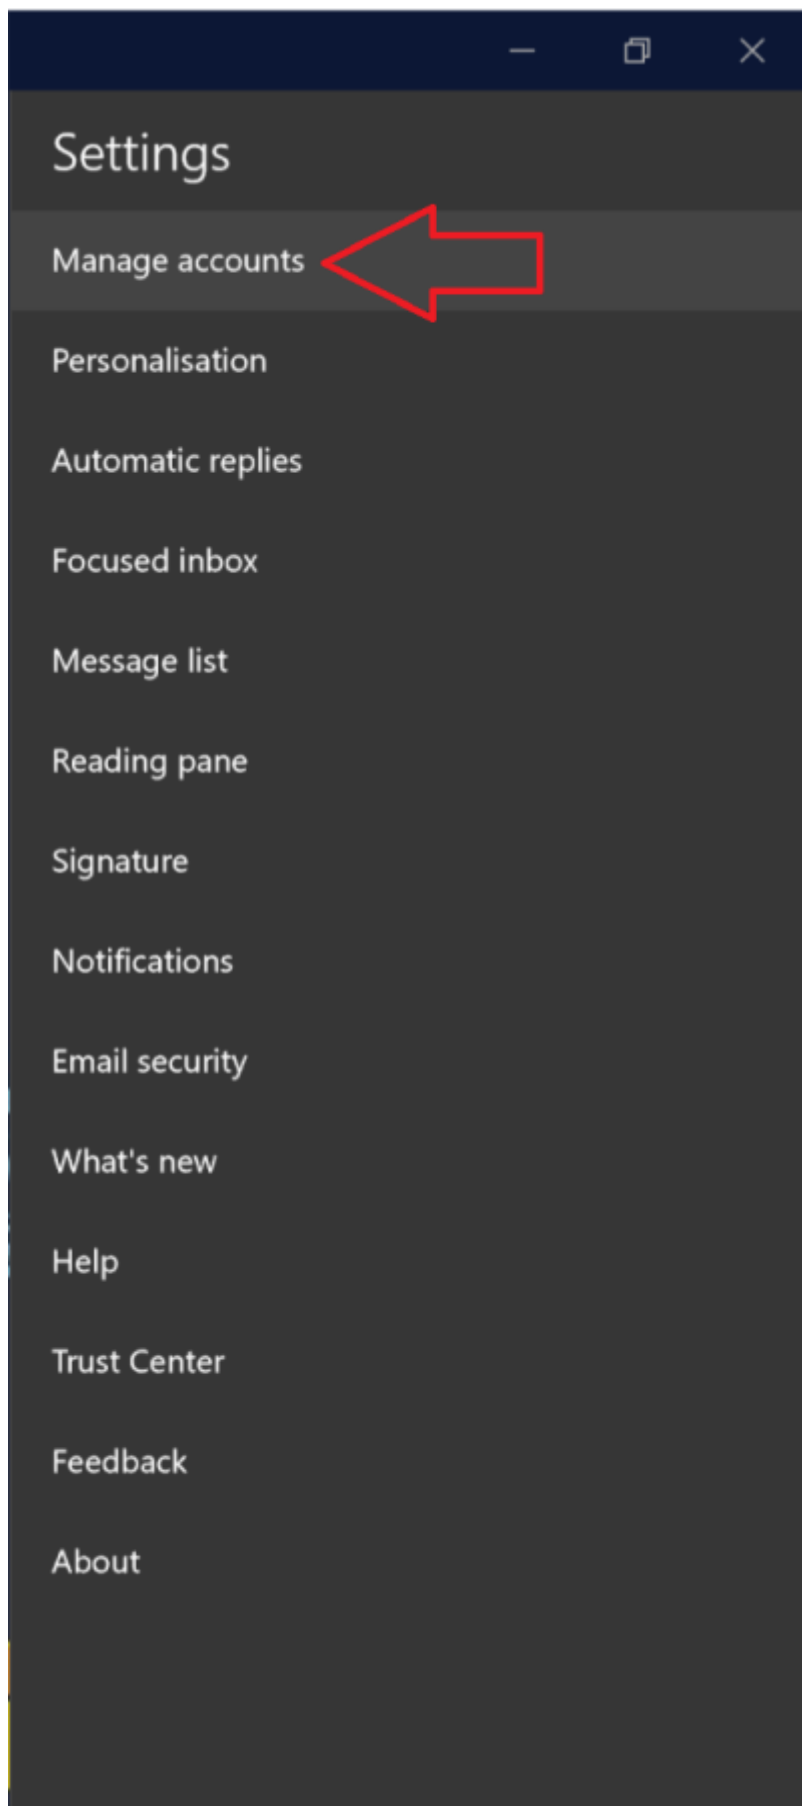 Settings
Manage accounts
Personalisation
Automatic replies
Focused inbox
Message list
Reading pane
Signature
Notifications
Email security
What's new
Help
Trust Center
Feedback
About